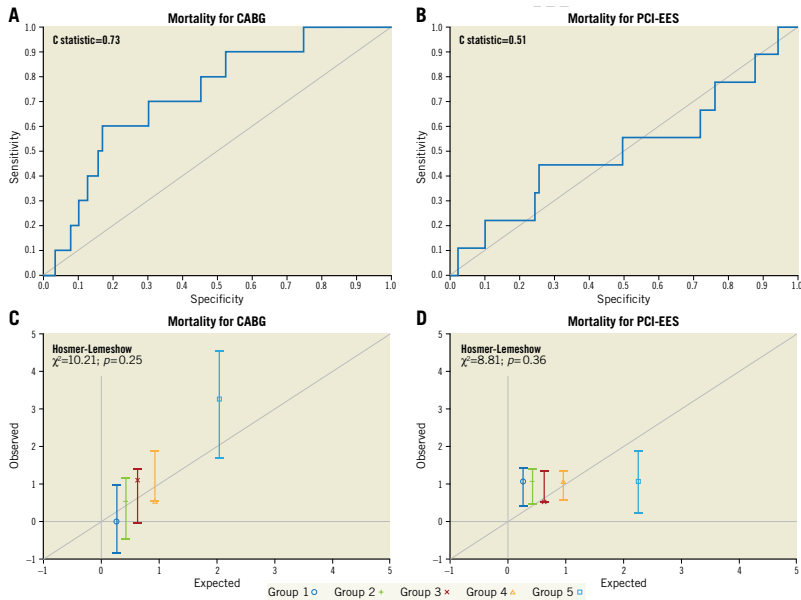 A
Mortality for CABG
C statistic=0.73
1.0
0.9
0.8
0.7
0.6
0.5
0.4
0.3
0.2
0.1
0.0
Sensitivity
0.0 0.1 0.2 0.3 0.4 0.5 0.6 0.7 0.8 0.9 1.0
Specificity
B
Mortality for PCI-EES
C statistic=0.51
1.0
0.9
0.8
0.7
0.6
0.5
0.4
0.3
0.2
0.1
0.0
Sensitivity
0.0 0.1 0.2 0.3 0.4 0.5 0.6 0.7 0.8 0.9 1.0
Specificity
C
Mortality for CABG
Hosmer-Lemeshow
χ²=10.21; p=0.25
5
4
3
2
1
0
−1
Observed
−1 0 1 2 3 4 5
Expected
D
Mortality for PCI-EES
Hosmer-Lemeshow
χ²=8.81; p=0.36
5
4
3
2
1
0
−1
Observed
−1 0 1 2 3 4 5
Expected
Group 1 Group 2 Group 3 Group 4 Group 5